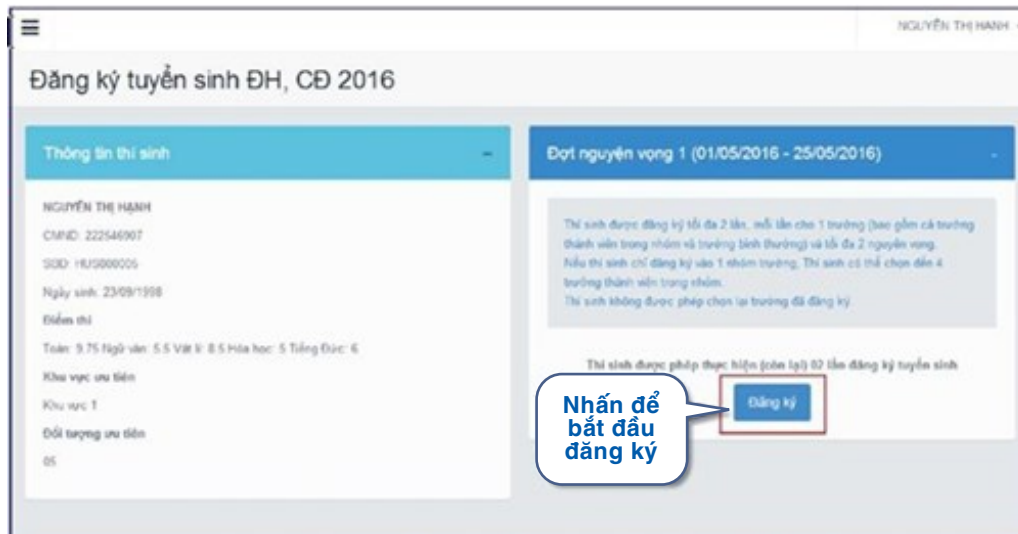 NGUYỄN THỊ HẠNH
Đăng ký tuyển sinh ĐH, CĐ 2016
Thông tin thí sinh
NGUYỄN THỊ HẠNH
CMND: 222546907
SBD: HUS000005
Ngày sinh: 23/09/1998
Điểm thi
Toán: 9.75 Ngữ văn: 5.5 Vật lí: 8.5 Hóa học: 5 Tiếng Đức: 6
Khu vực ưu tiên
Khu vực 1
Đối tượng ưu tiên
05
Đợt nguyện vọng 1 (01/05/2016 - 25/05/2016)
Thí sinh được đăng ký tối đa 2 lần, mỗi lần cho 1 trường (bao gồm cả trường
thành viên trong nhóm và trường bình thường) và tối đa 2 nguyện vọng.
Nếu thí sinh chỉ đăng ký vào 1 nhóm trường, Thí sinh có thể chọn đến 4
trường thành viên trong nhóm.
Thí sinh không được phép chọn lại trường đã đăng ký.
Thí sinh được phép thực hiện (còn lại) 02 lần đăng ký tuyển sinh
Đăng ký
Nhấn để
bắt đầu
đăng ký